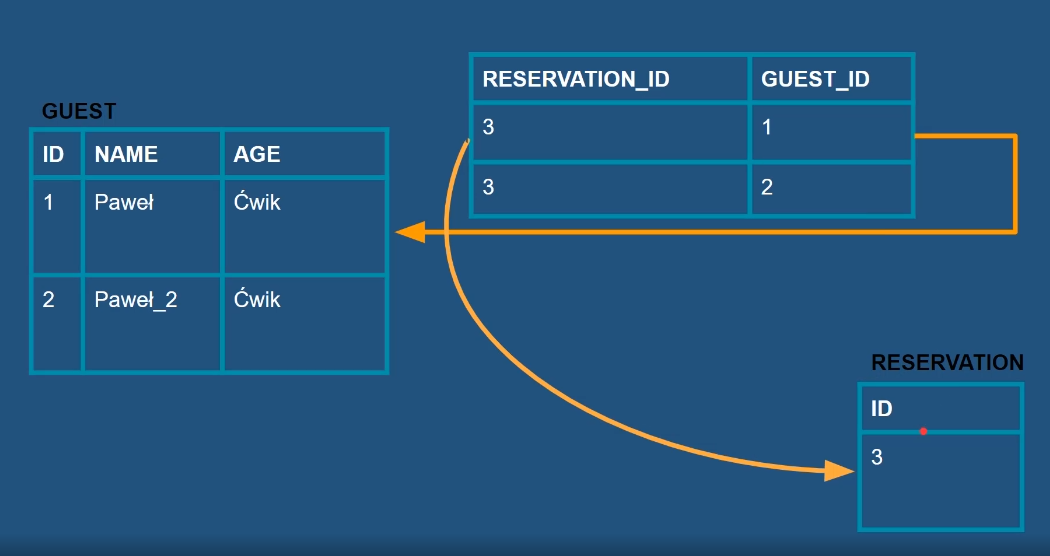 GUEST
ID NAME AGE
1 Paweł Ćwik
2 Paweł_2 Ćwik
RESERVATION_ID GUEST_ID
3 1
3 2
RESERVATION
ID
3